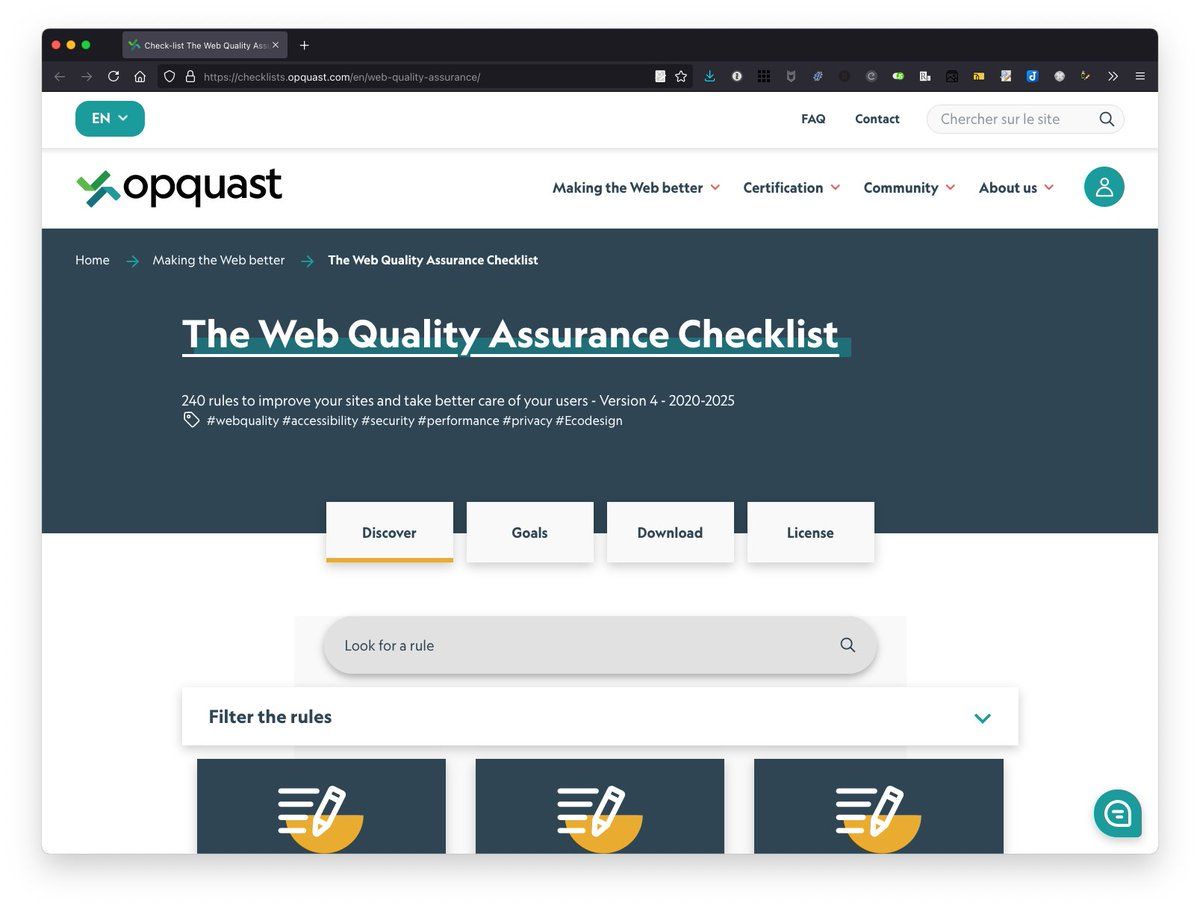 Check-list The Web Quality Assu
https://checklists.opquast.com/en/web-quality-assurance/
EN
FAQ
Contact
Chercher sur le site
opquast
Making the Web better
Certification
Community
About us
Home
Making the Web better
The Web Quality Assurance Checklist
The Web Quality Assurance Checklist
240 rules to improve your sites and take better care of your users - Version 4 - 2020-2025
#webquality #accessibility #security #performance #privacy #Ecodesign
Discover
Goals
Download
License
Look for a rule
Filter the rules